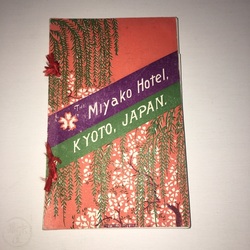 The Miyako Hotel,
KYOTO, JAPAN.